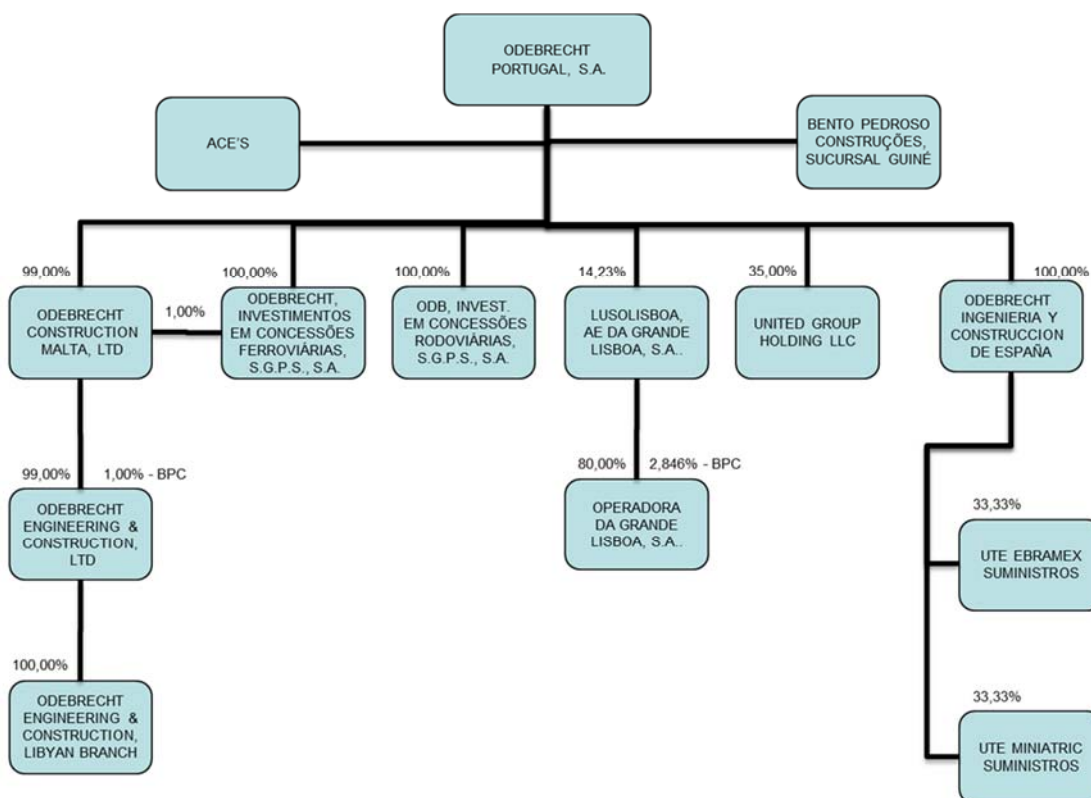 ODEBRECHT
PORTUGAL, S.A.
ACE'S
BENTO PEDROSO
CONSTRUÇÕES,
SUCURSAL GUINÉ
99,00%
ODEBRECHT
CONSTRUCTION
MALTA, LTD
1,00%
100,00%
ODEBRECHT,
INVESTIMENTOS
EM CONCESSÕES
FERROVIÁRIAS,
S.G.P.S., S.A.
100,00%
ODB, INVEST.
EM CONCESSÕES
RODOVIÁRIAS,
S.G.P.S., S.A.
14,23%
LUSOLISBOA,
AE DA GRANDE
LISBOA, S.A..
35,00%
UNITED GROUP
HOLDING LLC
100,00%
ODEBRECHT
INGENIERIA Y
CONSTRUCCION
DE ESPAÑA
99,00%
1,00% - BPC
ODEBRECHT
ENGINEERING &
CONSTRUCTION,
LTD
80,00%
2,846% - BPC
OPERADORA
DA GRANDE
LISBOA, S.A..
33,33%
UTE EBRAMEX
SUMINISTROS
100,00%
ODEBRECHT
ENGINEERING &
CONSTRUCTION,
LIBYAN BRANCH
33,33%
UTE MINIATRIC
SUMINISTROS